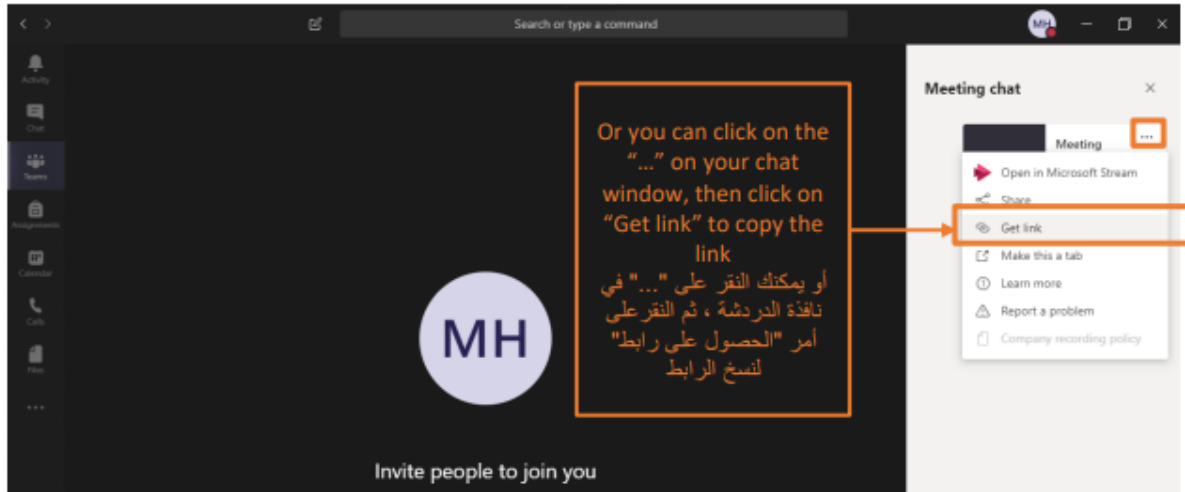 Search or type a command
MH
Activity
Chat
Teams
Assignments
Calendar
Calls
Files
Meeting chat
Meeting
...
Open in Microsoft Stream
Share
Get link
Make this a tab
Learn more
Report a problem
Company recording policy
Or you can click on the
“...” on your chat
window, then click on
“Get link” to copy the
link
أو يمكنك النقر على "..." في
نافذة الدردشة ، ثم النقر على
أمر "الحصول على رابط"
لنسخ الرابط
MH
Invite people to join you